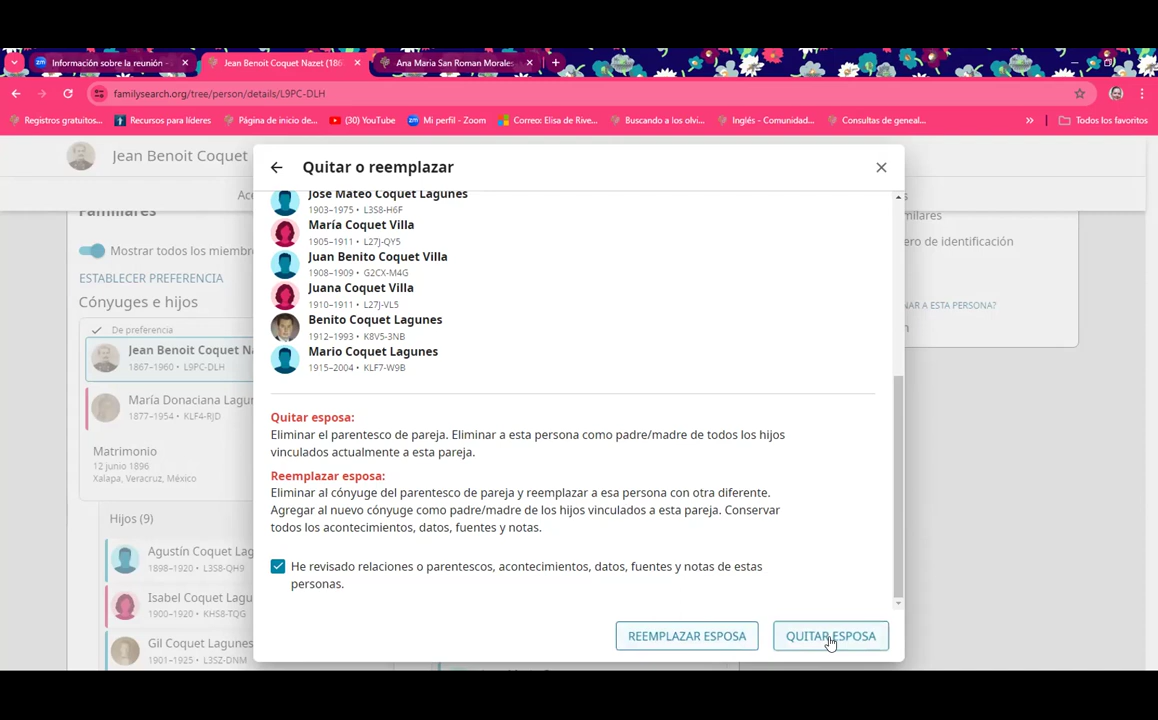 Información sobre la reunión -
Jean Benoit Coquet Nazet (186
Ana Maria San Roman Morales
familysearch.org/tree/person/details/L9PC-DLH
Registros gratuitos...
Recursos para líderes
Página de inicio de...
(30) YouTube
Mi perfil - Zoom
Correo: Elisa de Rive...
Buscando a los olvi...
Inglés - Comunidad...
Consultas de geneal...
»
Todos los favoritos
Jean Benoit Coquet
Quitar o reemplazar
Ace
s
Familiares
Mostrar todos los miembro
ESTABLECER PREFERENCIA
Cónyuges e hijos
De preferencia
Jean Benoit Coquet Na
1867–1960 • L9PC-DLH
María Donaciana Lagun
1877–1954 • KLF4-RJD
Matrimonio
12 junio 1896
Xalapa, Veracruz, México
Hijos (9)
Agustín Coquet Lag
1898–1920 • L3S8-QH9
Isabel Coquet Lagu
1900–1920 • KHS8-TQG
Gil Coquet Lagunes
1901–1925 • L3SZ-DNM
José Mateo Coquet Lagunes
1903–1975 • L3S8-H6F
María Coquet Villa
1905–1911 • L27J-QY5
Juan Benito Coquet Villa
1908–1909 • G2CX-M4G
Juana Coquet Villa
1910–1911 • L27J-VL5
Benito Coquet Lagunes
1912–1993 • K8V5-3NB
Mario Coquet Lagunes
1915–2004 • KLF7-W9B
Quitar esposa:
Eliminar el parentesco de pareja. Eliminar a esta persona como padre/madre de todos los hijos
vinculados actualmente a esta pareja.
Reemplazar esposa:
Eliminar al cónyuge del parentesco de pareja y reemplazar a esa persona con otra diferente.
Agregar al nuevo cónyuge como padre/madre de los hijos vinculados a esta pareja. Conservar
todos los acontecimientos, datos, fuentes y notas.
He revisado relaciones o parentescos, acontecimientos, datos, fuentes y notas de estas
personas.
REEMPLAZAR ESPOSA
QUITAR ESPOSA
milares
ero de identificación
NAR A ESTA PERSONA?
n